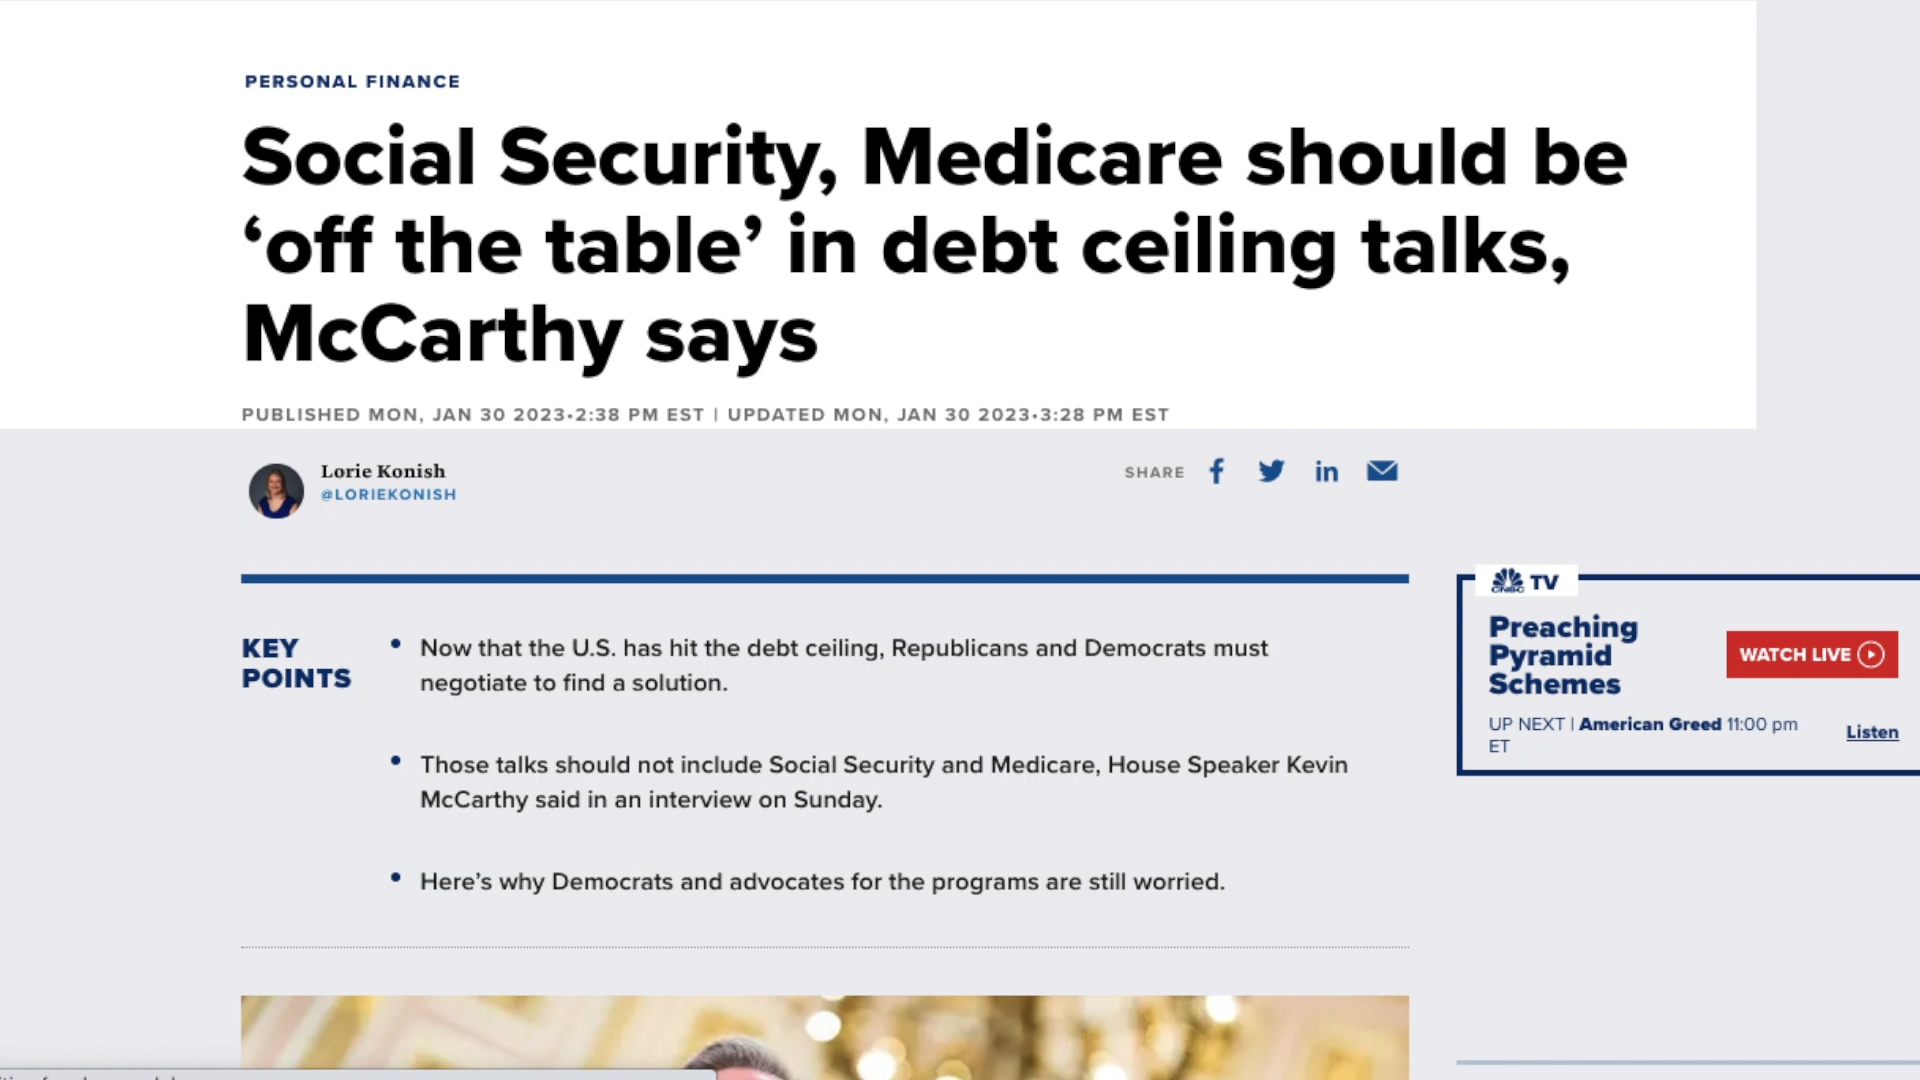 PERSONAL FINANCE
Social Security, Medicare should be
‘off the table’ in debt ceiling talks,
McCarthy says
PUBLISHED MON, JAN 30 2023•2:38 PM EST | UPDATED MON, JAN 30 2023•3:28 PM EST
Lorie Konish
@LORIEKONISH
SHARE
KEY
POINTS
• Now that the U.S. has hit the debt ceiling, Republicans and Democrats must
negotiate to find a solution.
• Those talks should not include Social Security and Medicare, House Speaker Kevin
McCarthy said in an interview on Sunday.
• Here’s why Democrats and advocates for the programs are still worried.
CNBC TV
Preaching
Pyramid
Schemes
WATCH LIVE
UP NEXT | American Greed 11:00 pm
ET
Listen